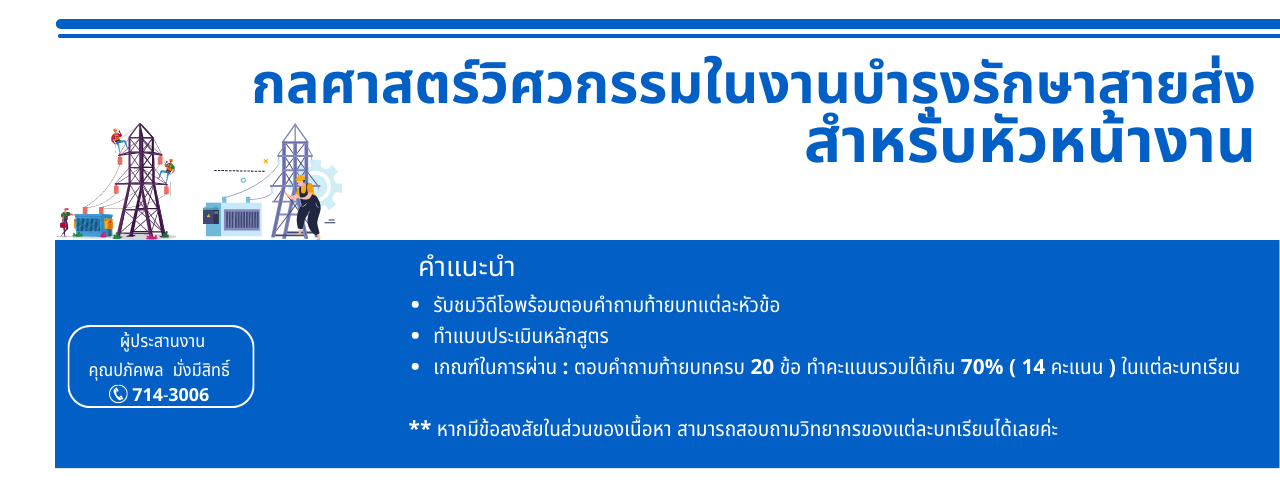 กลศาสตร์วิศวกรรมในงานบำรุงรักษาสายส่ง
สำหรับหัวหน้างาน
คำแนะนำ
• รับชมวิดีโอพร้อมตอบคำถามท้ายบทแต่ละหัวข้อ
• ทำแบบประเมินหลักสูตร
• เกณฑ์ในการผ่าน : ตอบคำถามท้ายบทครบ 20 ข้อ ทำคะแนนรวมได้เกิน 70% ( 14 คะแนน ) ในแต่ละบทเรียน
** หากมีข้อสงสัยในส่วนของเนื้อหา สามารถสอบถามวิทยากรของแต่ละบทเรียนได้เลยค่ะ
ผู้ประสานงาน
คุณปภัคพล มั่งมีสิทธิ์
714-3006